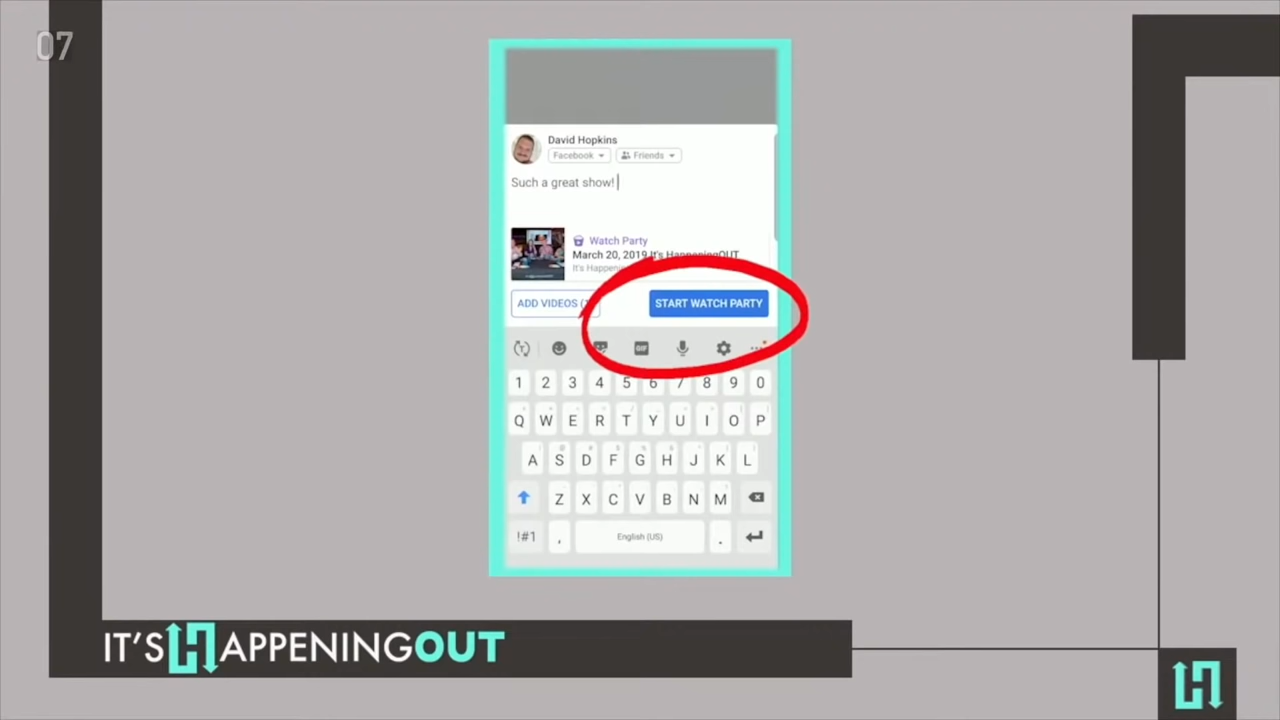 07
David Hopkins
Facebook
Friends
Such a great show!
Watch Party
March 20, 2019 It's HappeningOUT
It's
ADD VIDEOS
START WATCH PARTY
GIF
1 2 3 4 5 6 7 8 9 0
Q W E R T Y U I O P
A S D F G H J K L
Z X C V B N M
!#1 , English (US) .
IT'S HAPPENINGOUT
H